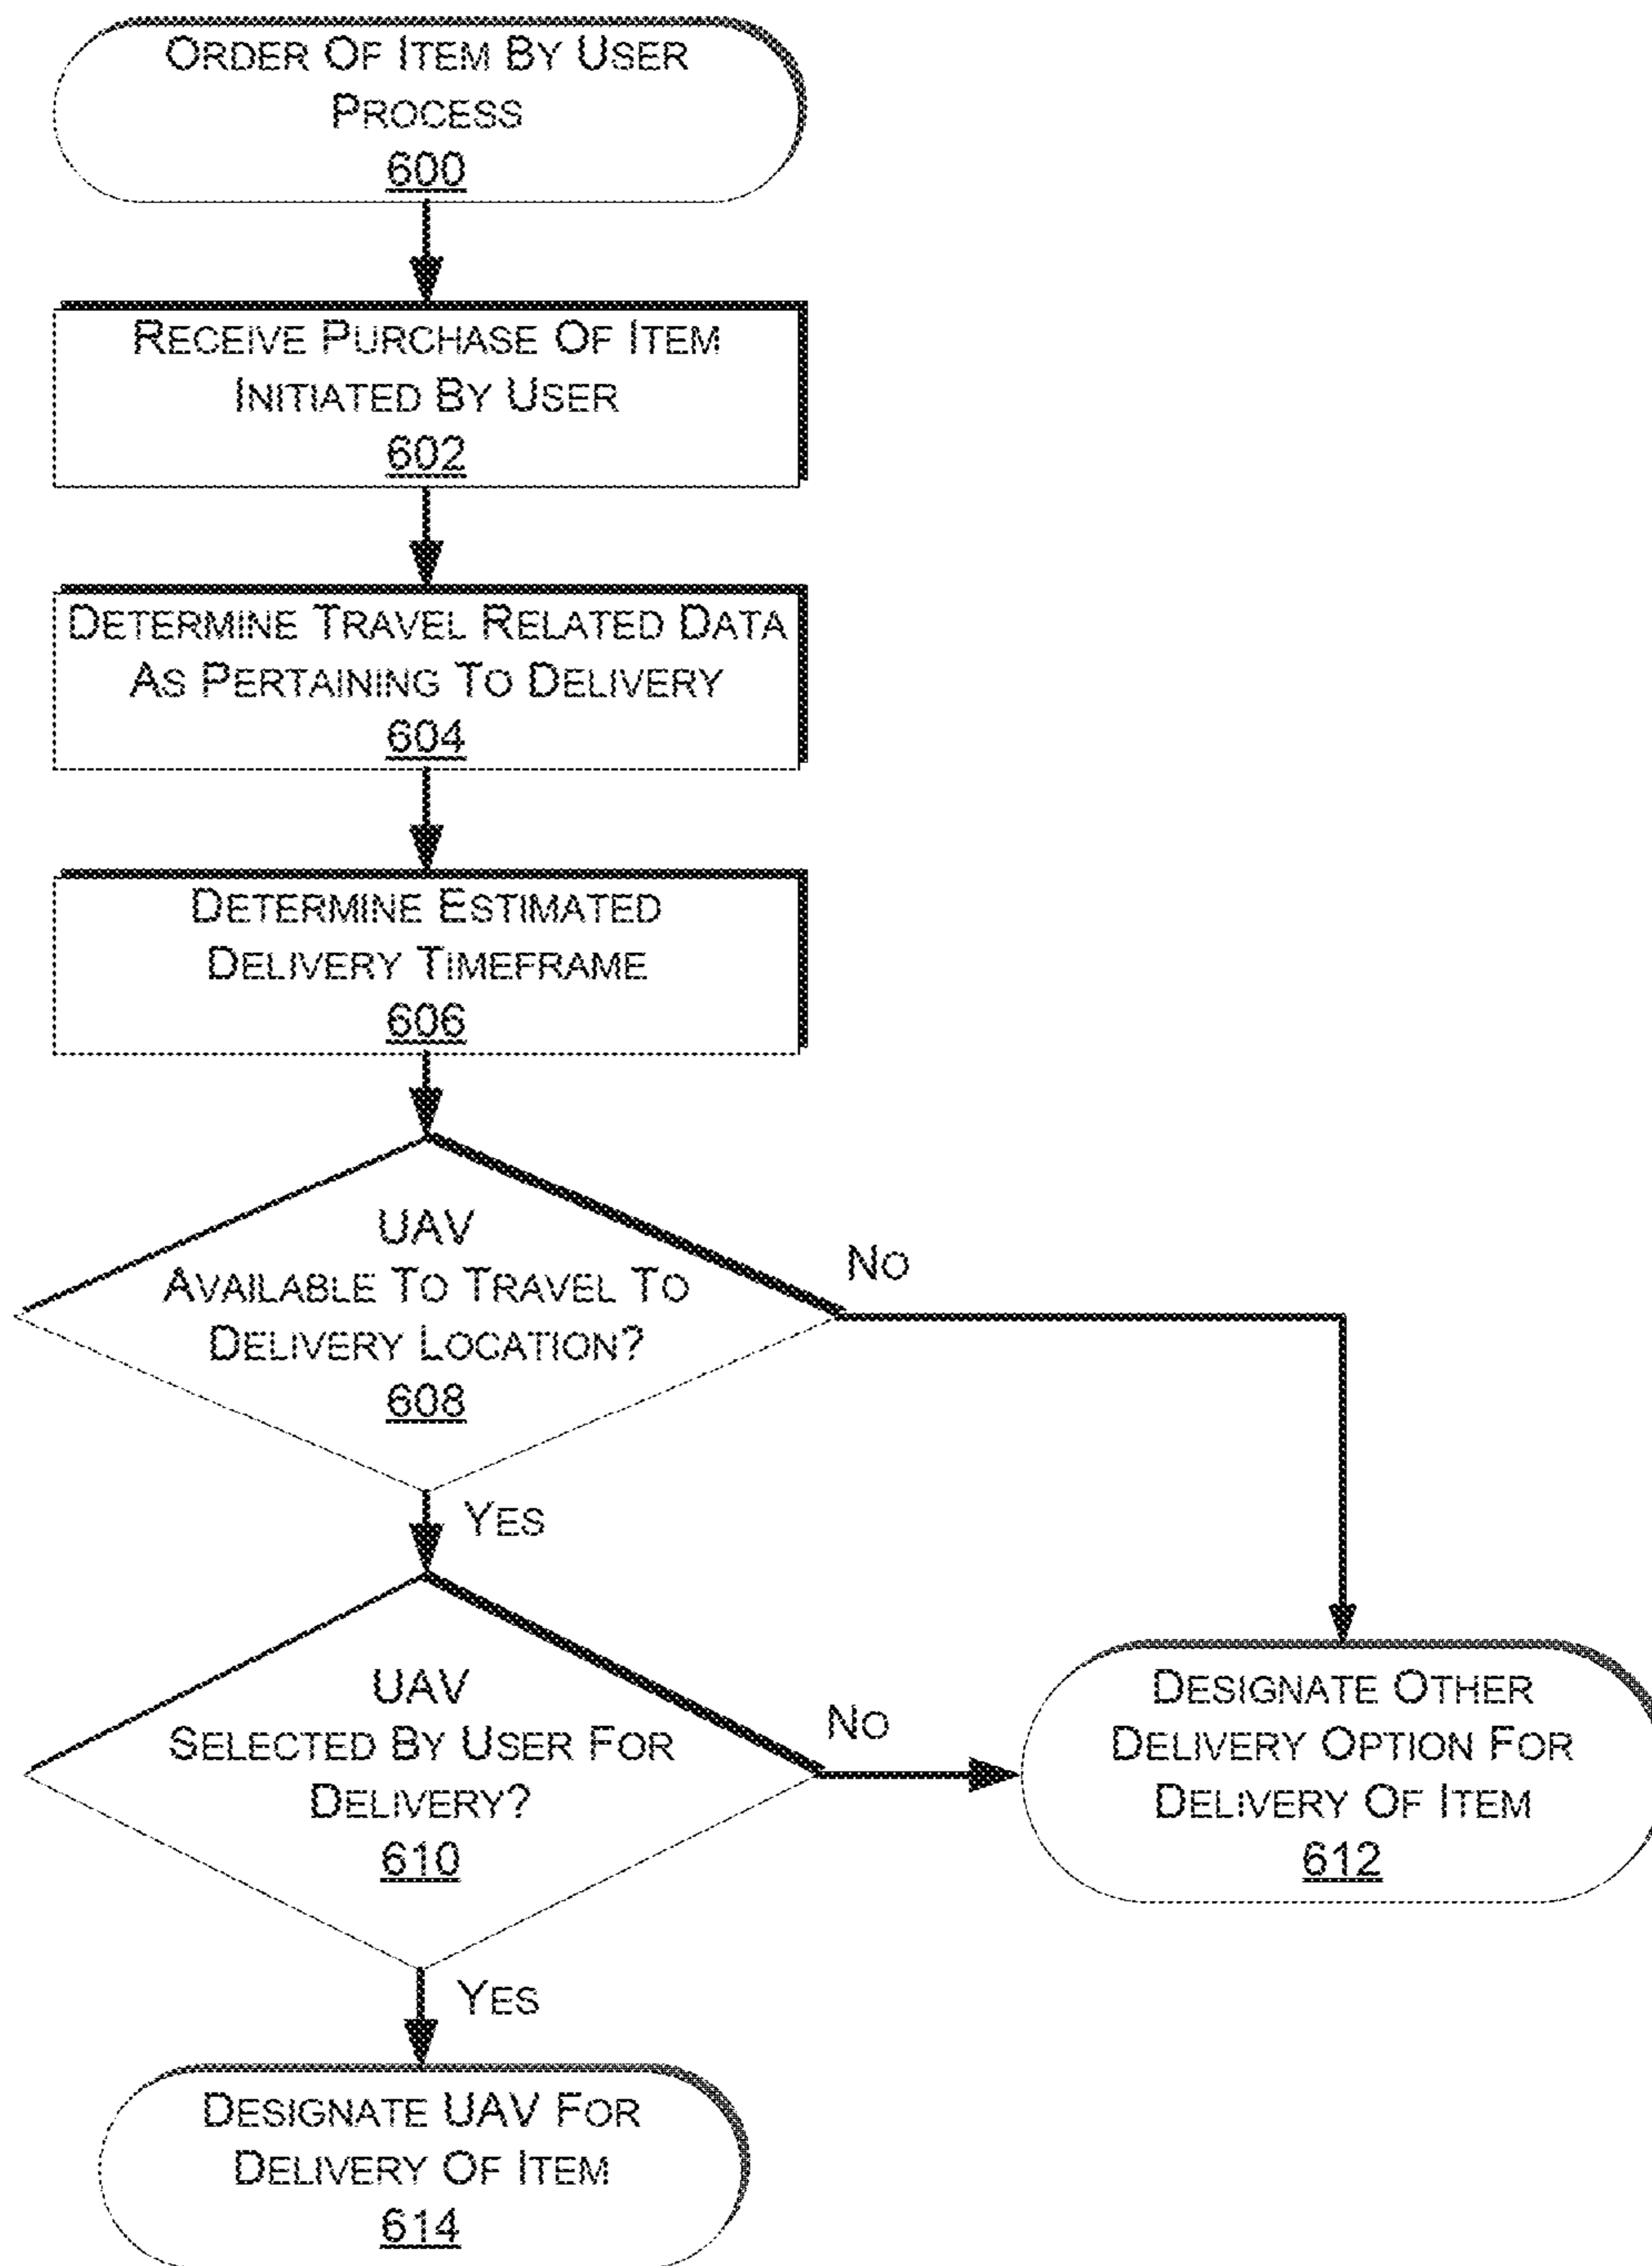 ORDER OF ITEM BY USER
PROCESS
600
RECEIVE PURCHASE OF ITEM
INITIATED BY USER
602
DETERMINE TRAVEL RELATED DATA
AS PERTAINING TO DELIVERY
604
DETERMINE ESTIMATED
DELIVERY TIMEFRAME
606
UAV
AVAILABLE TO TRAVEL TO
DELIVERY LOCATION?
608
NO
YES
UAV
SELECTED BY USER FOR
DELIVERY?
610
NO
DESIGNATE OTHER
DELIVERY OPTION FOR
DELIVERY OF ITEM
612
YES
DESIGNATE UAV FOR
DELIVERY OF ITEM
614